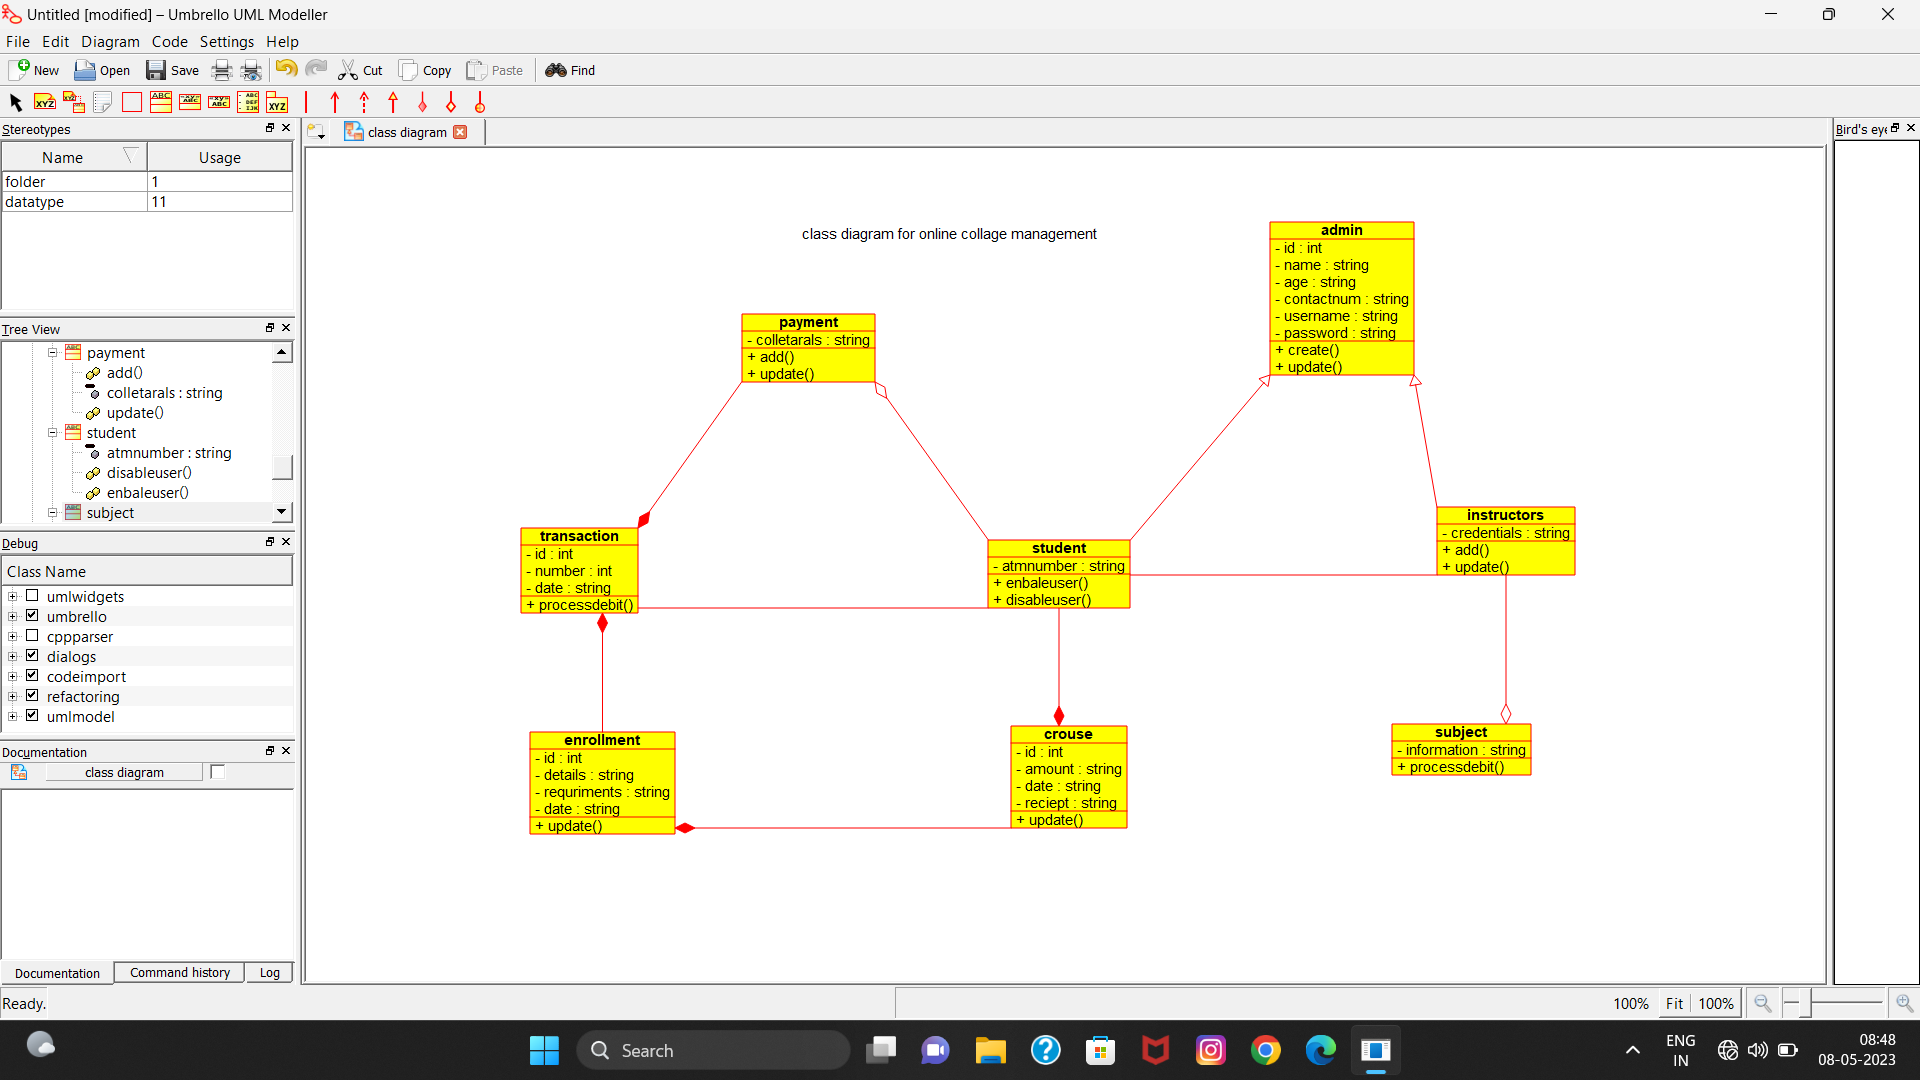 Untitled [modified] – Umbrello UML Modeller
File Edit Diagram Code Settings Help
New Open Save Cut Copy Paste Find
Stereotypes
Name Usage
folder 1
datatype 11
Tree View
payment
add()
colletarals : string
update()
student
atmnumber : string
disableuser()
enbaleuser()
subject
Debug
Class Name
umlwidgets
umbrello
cppparser
dialogs
codeimport
refactoring
umlmodel
Documentation
class diagram
Documentation Command history Log
Ready.
class diagram
Bird's eye
class diagram for online collage management
admin
- id : int
- name : string
- age : string
- contactnum : string
- username : string
- password : string
+ create()
+ update()
payment
- colletarals : string
+ add()
+ update()
transaction
- id : int
- number : int
- date : string
+ processdebit()
student
- atmnumber : string
+ enbaleuser()
+ disableuser()
instructors
- credentials : string
+ add()
+ update()
enrollment
- id : int
- details : string
- requriments : string
- date : string
+ update()
crouse
- id : int
- amount : string
- date : string
- reciept : string
+ update()
subject
- information : string
+ processdebit()
100% Fit 100%
Search
ENG
IN
08:48
08-05-2023